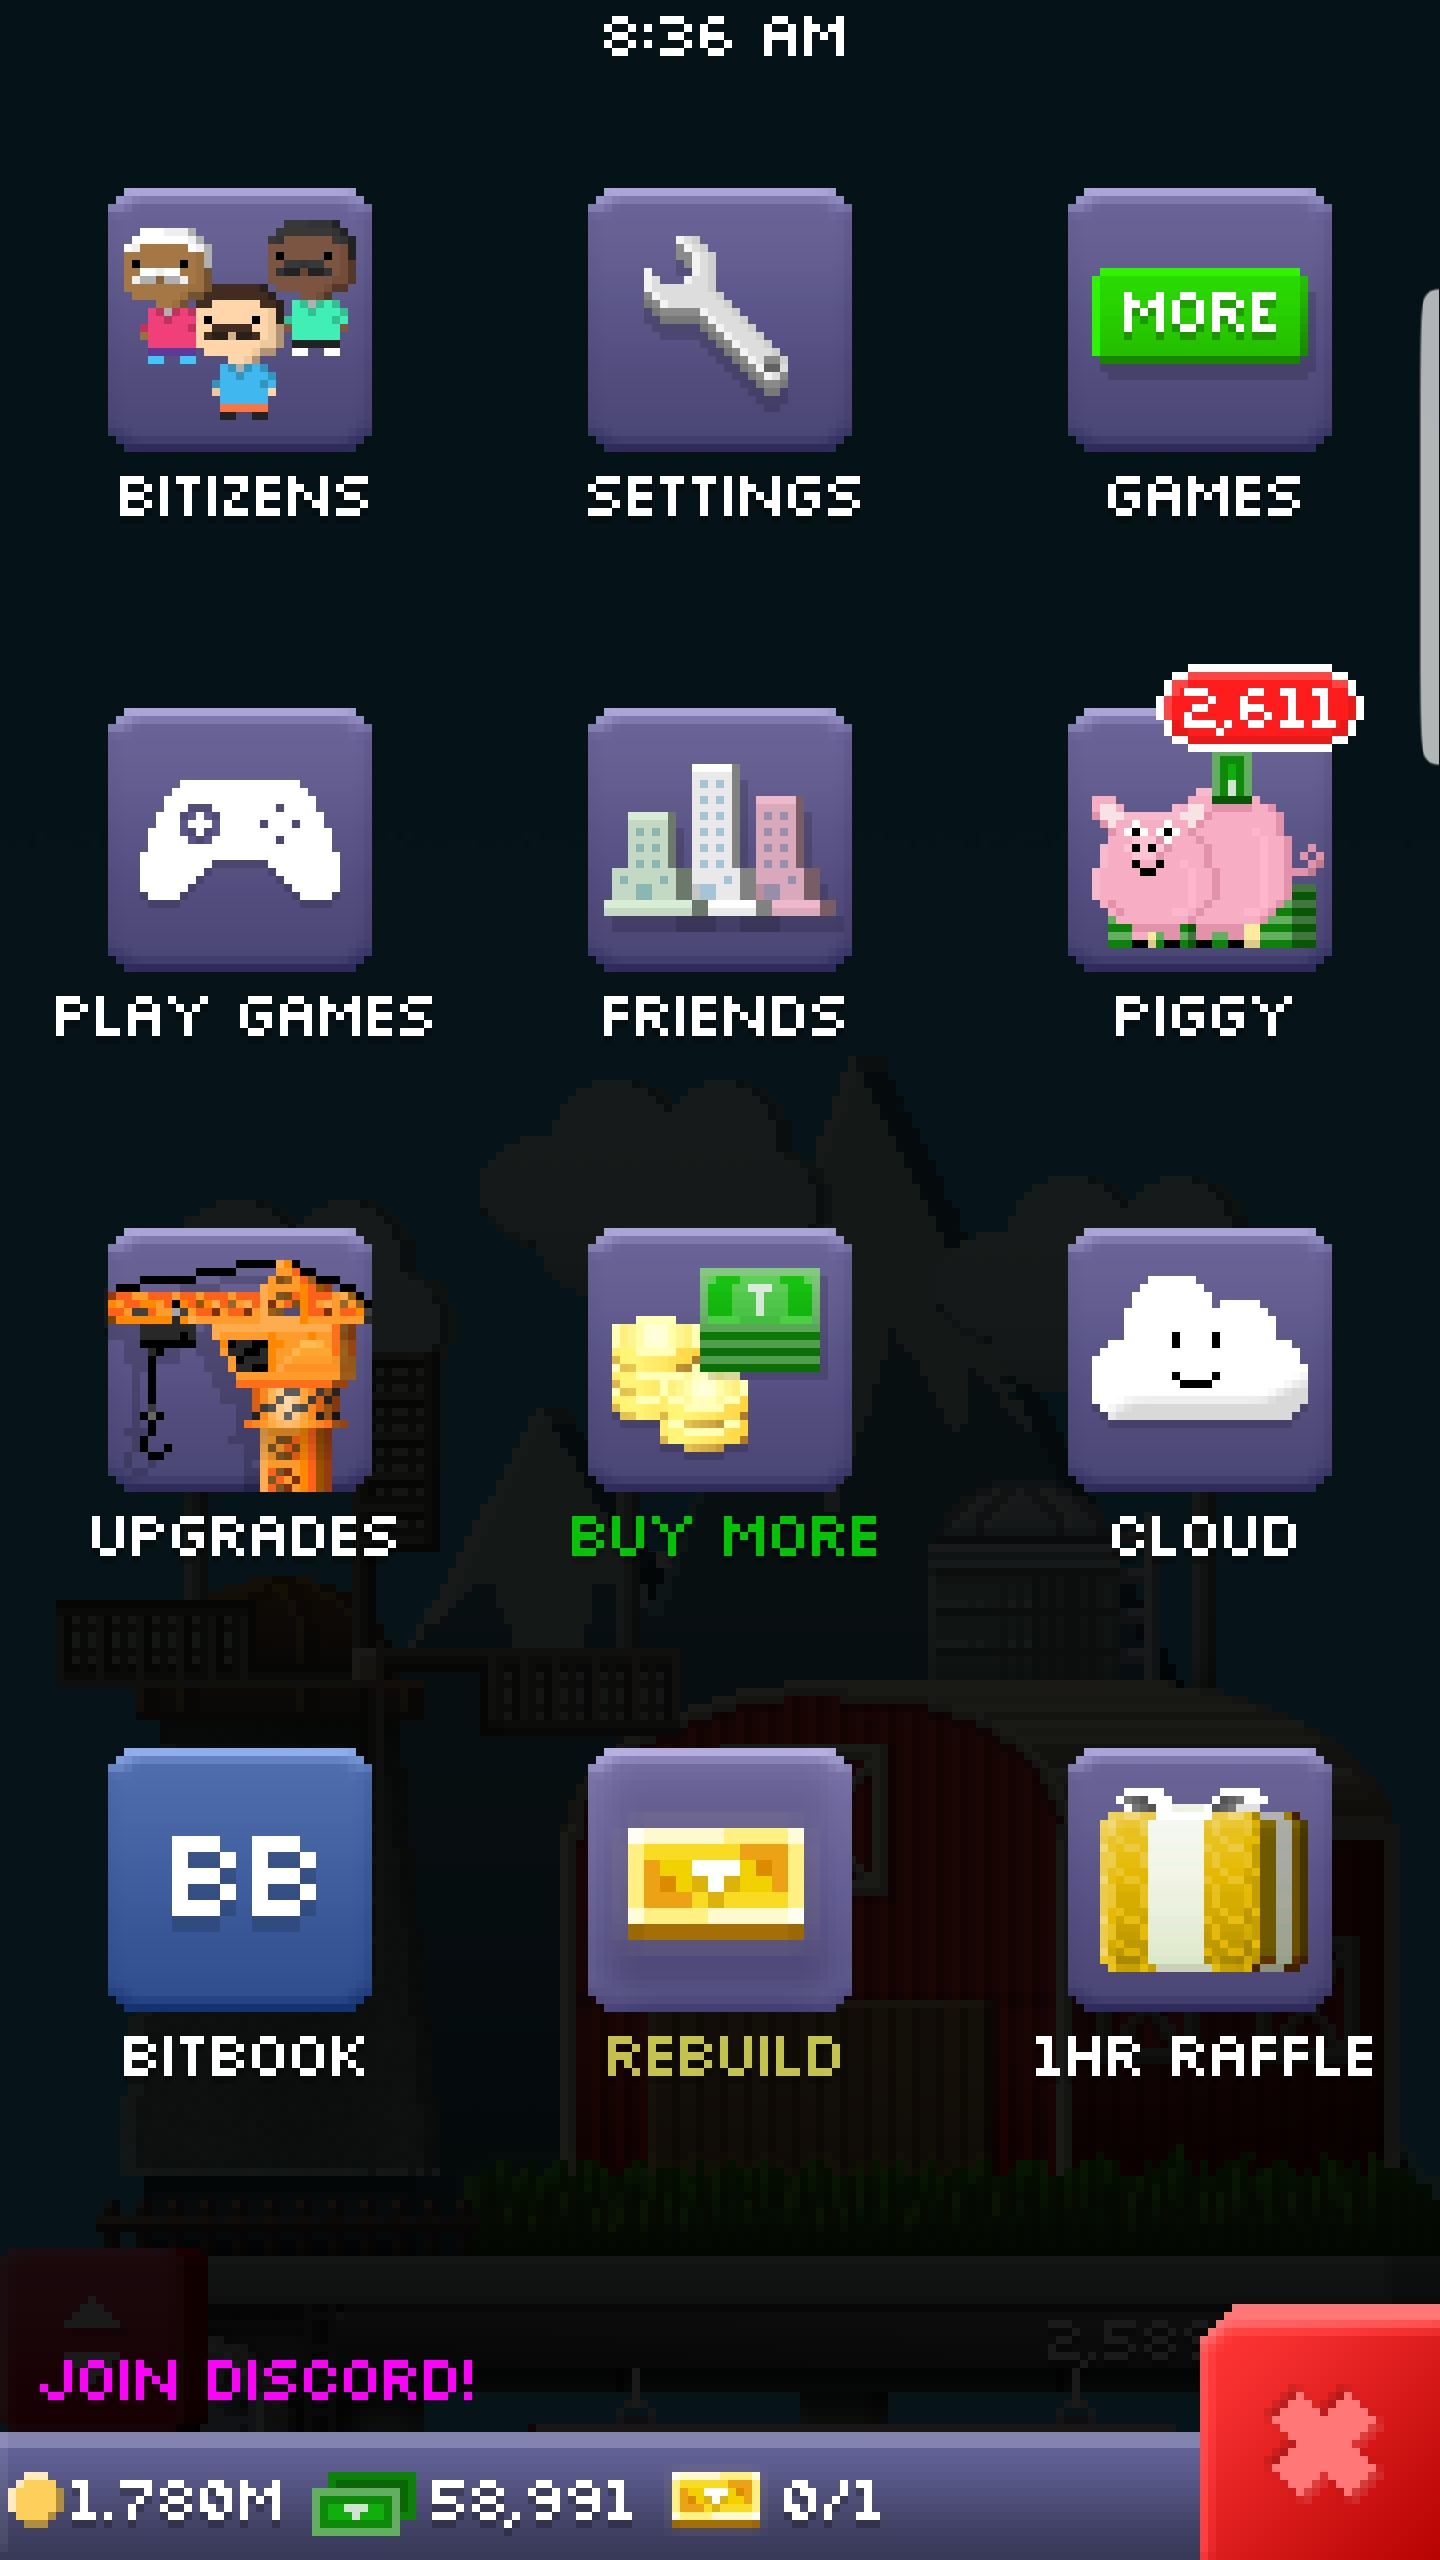 8:36 AM
MORE
BITIZENS
SETTINGS
GAMES
2,611
PLAY GAMES
FRIENDS
PIGGY
T
UPGRADES
BUY MORE
CLOUD
BB
BITBOOK
REBUILD
1HR RAFFLE
JOIN DISCORD!
1.780M
58,991
0/1